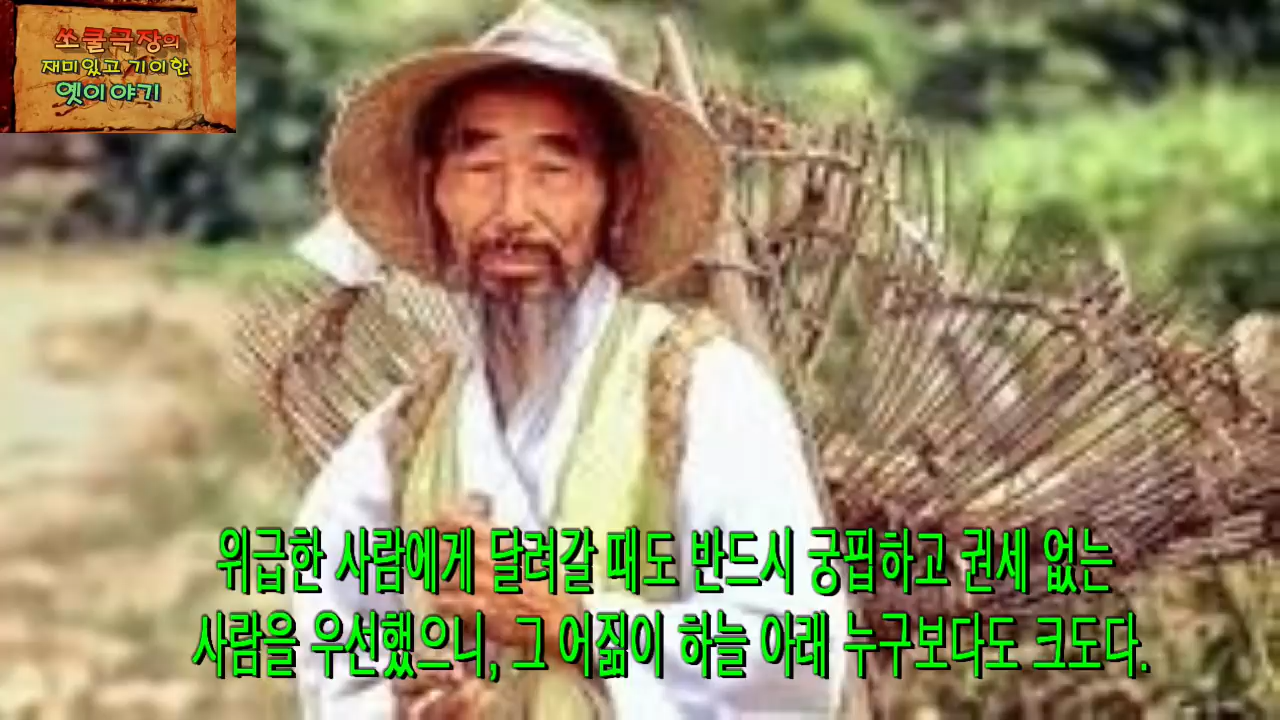 쏘쿨극장의
재미있고 기이한
옛이야기
위급한 사람에게 달려갈 때도 반드시 궁핍하고 권세 없는
사람을 우선했으니, 그 어짊이 하늘 아래 누구보다도 크도다.